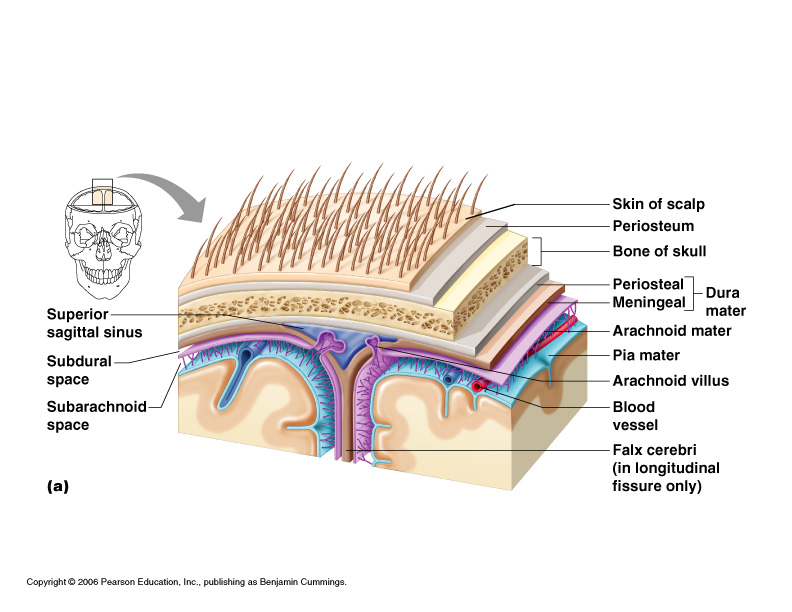 Skin of scalp
Periosteum
Bone of skull
Periosteal
Meningeal
Dura
mater
Arachnoid mater
Pia mater
Arachnoid villus
Blood
vessel
Falx cerebri
(in longitudinal
fissure only)
Superior
sagittal sinus
Subdural
space
Subarachnoid
space
(a)
Copyright © 2006 Pearson Education, Inc., publishing as Benjamin Cummings.